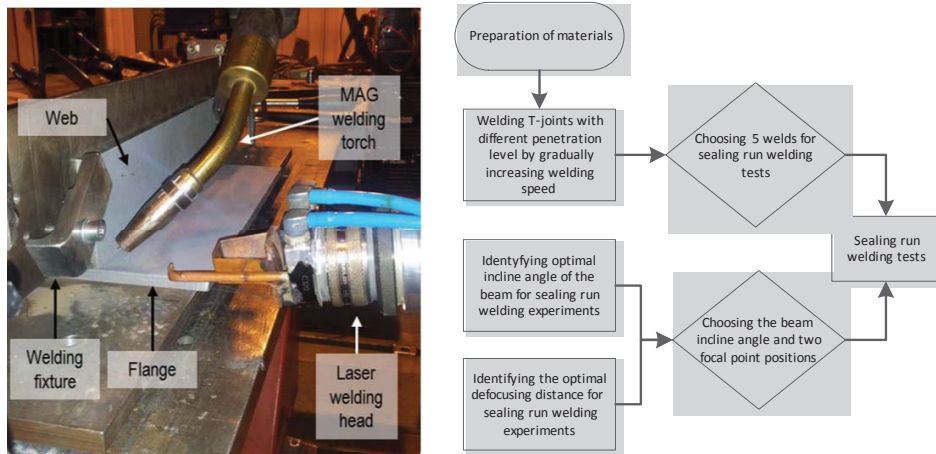 Web
MAG
welding
torch
Welding
fixture
Flange
Laser
welding
head
Preparation of materials
Welding T-joints with
different penetration
level by gradually
increasing welding
speed
Choosing 5 welds for
sealing run welding
tests
Identyfying optimal
incline angle of the
beam for sealing run
welding experiments
Identifying the optimal
defocusing distance for
sealing run welding
experiments
Choosing the beam
incline angle and two
focal point positions
Sealing run
welding tests